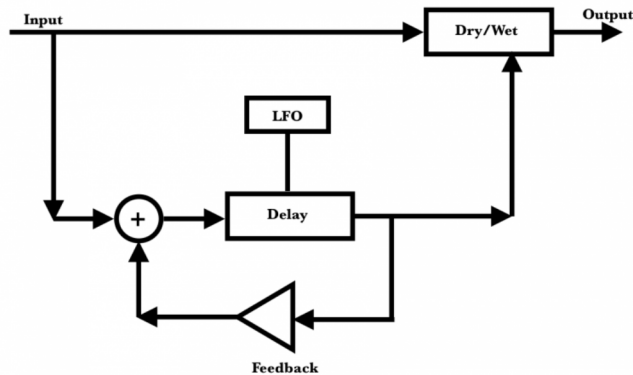 Input
Output
Dry/Wet
LFO
+
Delay
Feedback